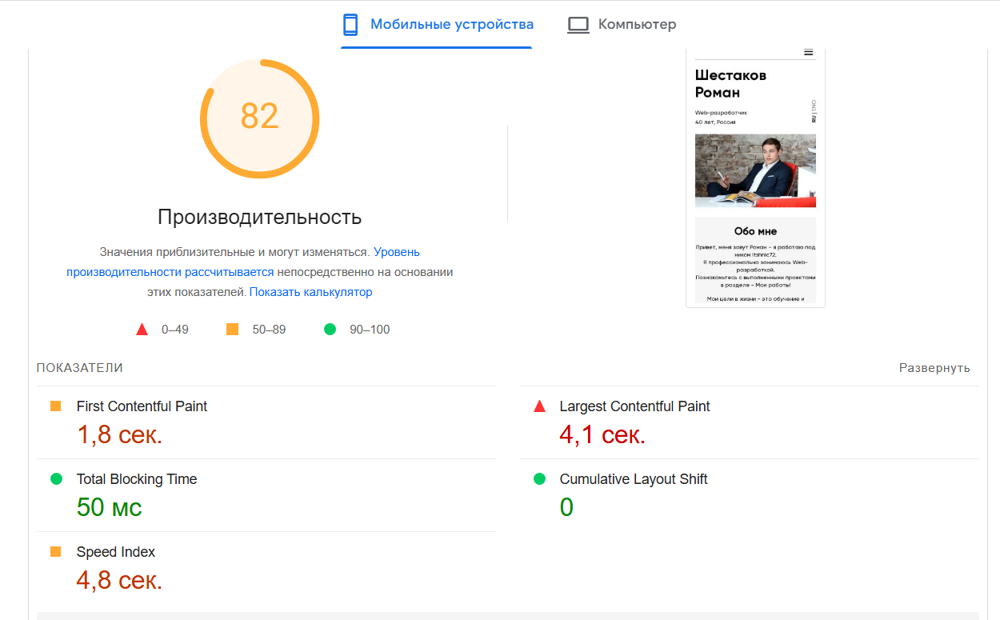 Мобильные устройства
Компьютер
82
Производительность
Значения приблизительные и могут изменяться. Уровень
производительности рассчитывается непосредственно на основании
этих показателей. Показать калькулятор
0–49
50–89
90–100
Шестаков
Роман
Web-разработчик
40 лет, Россия
RU | ENG
Обо мне
Привет, меня зовут Роман – я работаю под
ником itshnic72.
Я профессионально занимаюсь Web-
разработкой.
Познакомьтесь с выполненными проектами
в разделе – Мои работы!
Мои цели в жизни – это обучение и
ПОКАЗАТЕЛИ
Развернуть
First Contentful Paint
1,8 сек.
Largest Contentful Paint
4,1 сек.
Total Blocking Time
50 мс
Cumulative Layout Shift
0
Speed Index
4,8 сек.